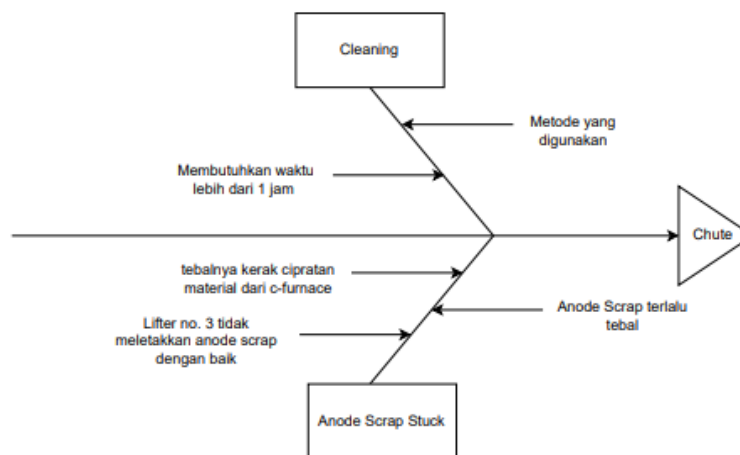 Cleaning
Metode yang
digunakan
Membutuhkan waktu
lebih dari 1 jam
Chute
tebalnya kerak cipratan
material dari c-furnace
Anode Scrap terlalu
tebal
Lifter no. 3 tidak
meletakkan anode scrap
dengan baik
Anode Scrap Stuck